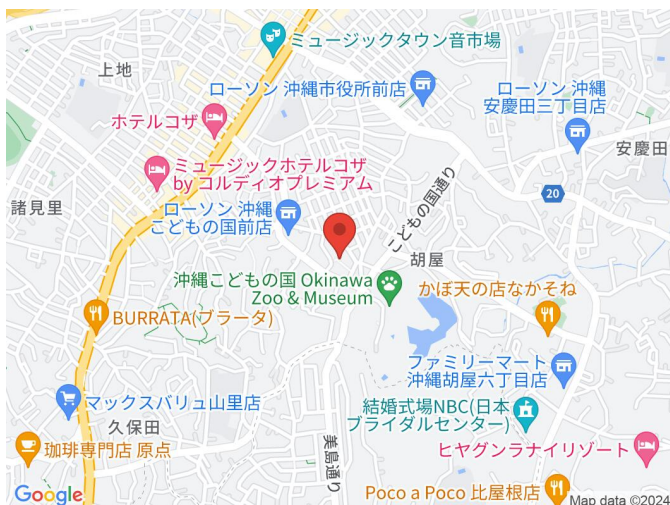 ミュージックタウン音市場
上地
ローソン 沖縄市役所前店
ローソン 沖縄
安慶田三丁目店
ホテルコザ
安慶田
ミュージックホテルコザ
by コルディオプレミアム
20
諸見里
ローソン 沖縄
こどもの国前店
こどもの国通り
胡屋
沖縄こどもの国 Okinawa
Zoo & Museum
かぼ天の店なかそね
BURRATA(ブラータ)
ファミリーマート
沖縄胡屋六丁目店
マックスバリュ山里店
結婚式場NBC(日本
ブライダルセンター)
久保田
美島通り
珈琲専門店 原点
ヒヤグンラナイリゾート
Poco a Poco 比屋根店
Google
Map data ©2024